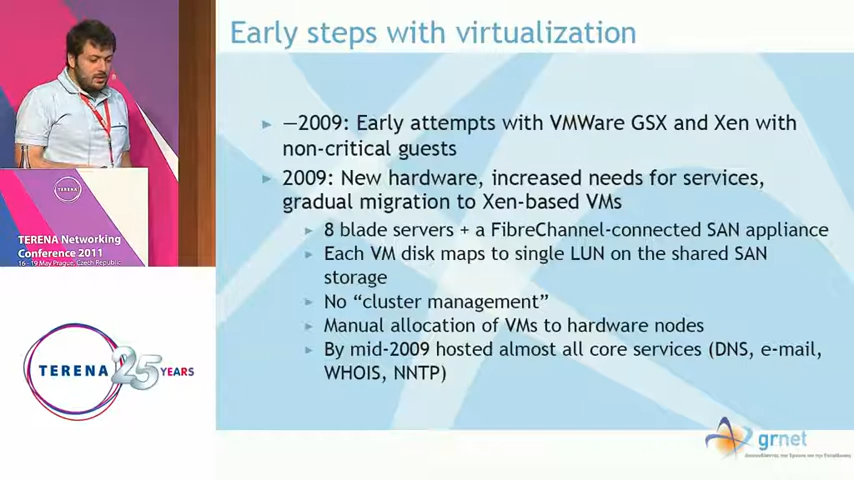 Early steps with virtualization
—2009: Early attempts with VMWare GSX and Xen with
non-critical guests
2009: New hardware, increased needs for services,
gradual migration to Xen-based VMs
8 blade servers + a FibreChannel-connected SAN appliance
Each VM disk maps to single LUN on the shared SAN
storage
No “cluster management”
Manual allocation of VMs to hardware nodes
By mid-2009 hosted almost all core services (DNS, e-mail,
WHOIS, NNTP)
TERENA
TERENA Networking
Conference 2011
16 - 19 May Prague, Czech Republic
TERENA 25 YEARS
grnet